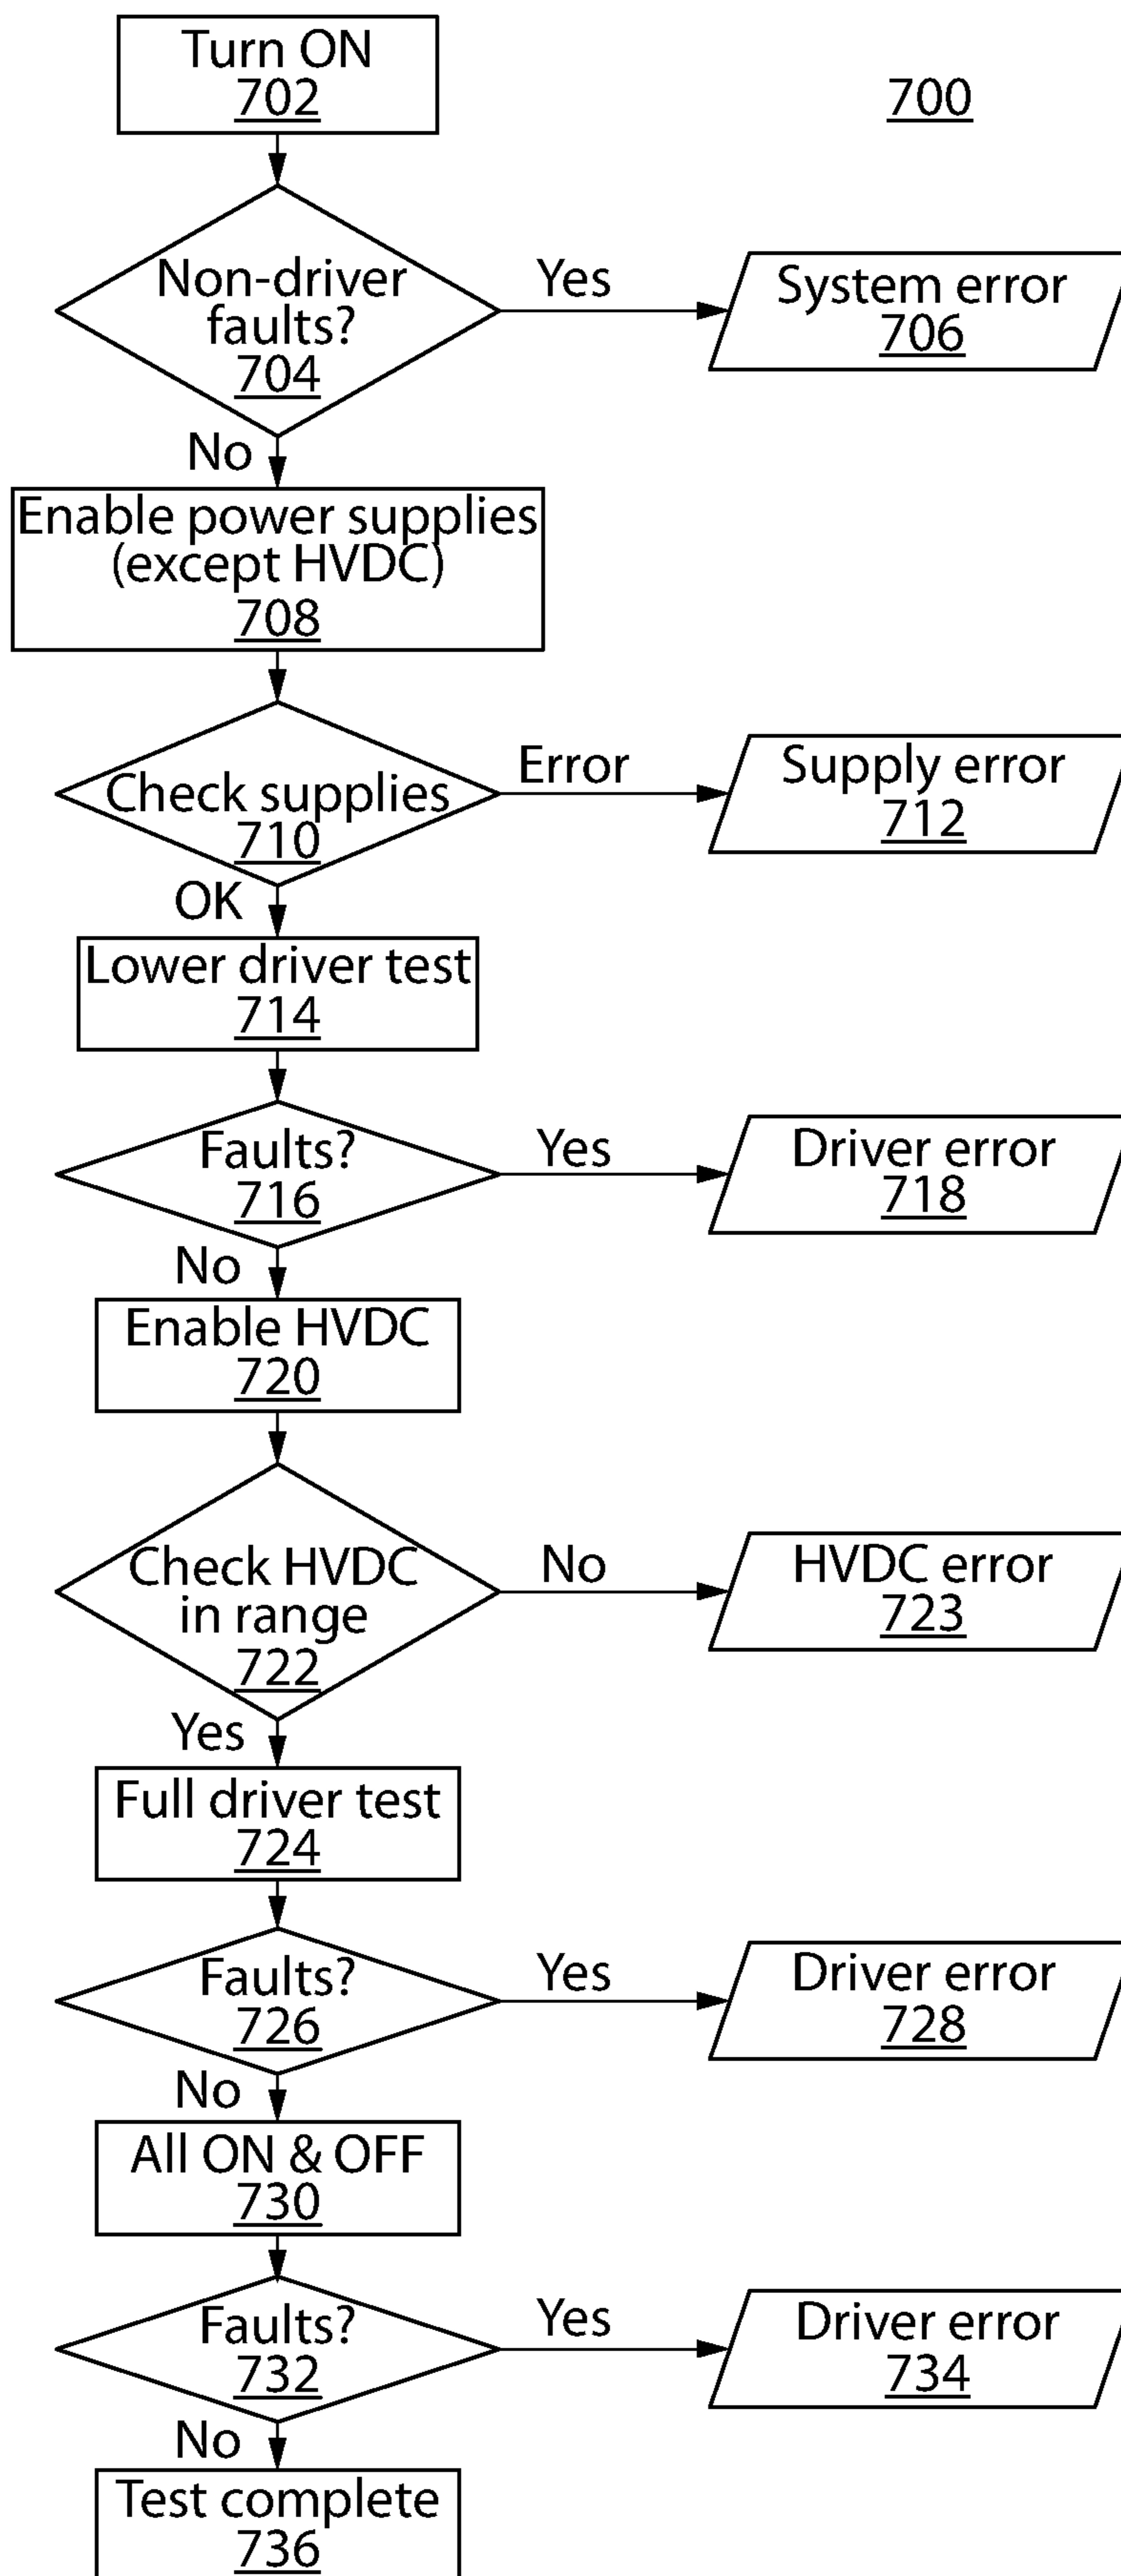 Turn ON
702
700
Non-driver
faults?
704
Yes
System error
706
No
Enable power supplies
(except HVDC)
708
Check supplies
710
Error
Supply error
712
OK
Lower driver test
714
Faults?
716
Yes
Driver error
718
No
Enable HVDC
720
Check HVDC
in range
722
No
HVDC error
723
Yes
Full driver test
724
Faults?
726
Yes
Driver error
728
No
All ON & OFF
730
Faults?
732
Yes
Driver error
734
No
Test complete
736